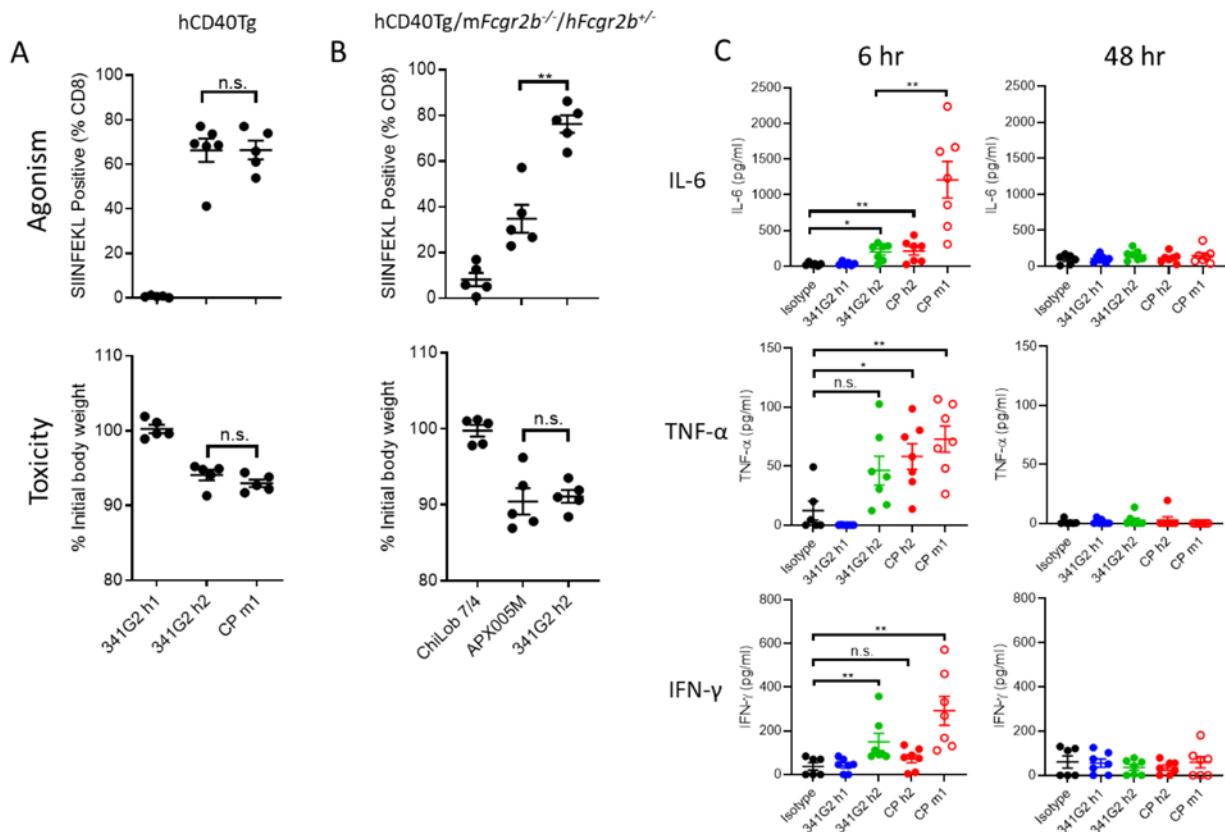 A
hCD40Tg
Agonism
SIINFEKL Positive (% CD8)
100
80
60
40
20
0
n.s.
Toxicity
% Initial body weight
110
100
90
80
n.s.
341G2 h1
341G2 h2
CP m1
B
hCD40Tg/mFcgr2b-/-/hFcgr2b+/-
SIINFEKL Positive (% CD8)
100
80
60
40
20
0
**
% Initial body weight
110
100
90
80
n.s.
ChiLob 7/4
APX005M
341G2 h2
C
6 hr
48 hr
IL-6
IL-6 (pg/ml)
2500
2000
1500
1000
500
0
**
**
*
Isotype
341G2 h1
341G2 h2
CP h2
CP m1
IL-6 (pg/ml)
2500
2000
1500
1000
500
0
Isotype
341G2 h1
341G2 h2
CP h2
CP m1
TNF-α
TNF-α (pg/ml)
150
100
50
0
**
*
n.s.
Isotype
341G2 h1
341G2 h2
CP h2
CP m1
TNF-α (pg/ml)
150
100
50
0
Isotype
341G2 h1
341G2 h2
CP h2
CP m1
IFN-γ
IFN-γ (pg/ml)
800
600
400
200
0
**
n.s.
**
Isotype
341G2 h1
341G2 h2
CP h2
CP m1
IFN-γ (pg/ml)
800
600
400
200
0
Isotype
341G2 h1
341G2 h2
CP h2
CP m1